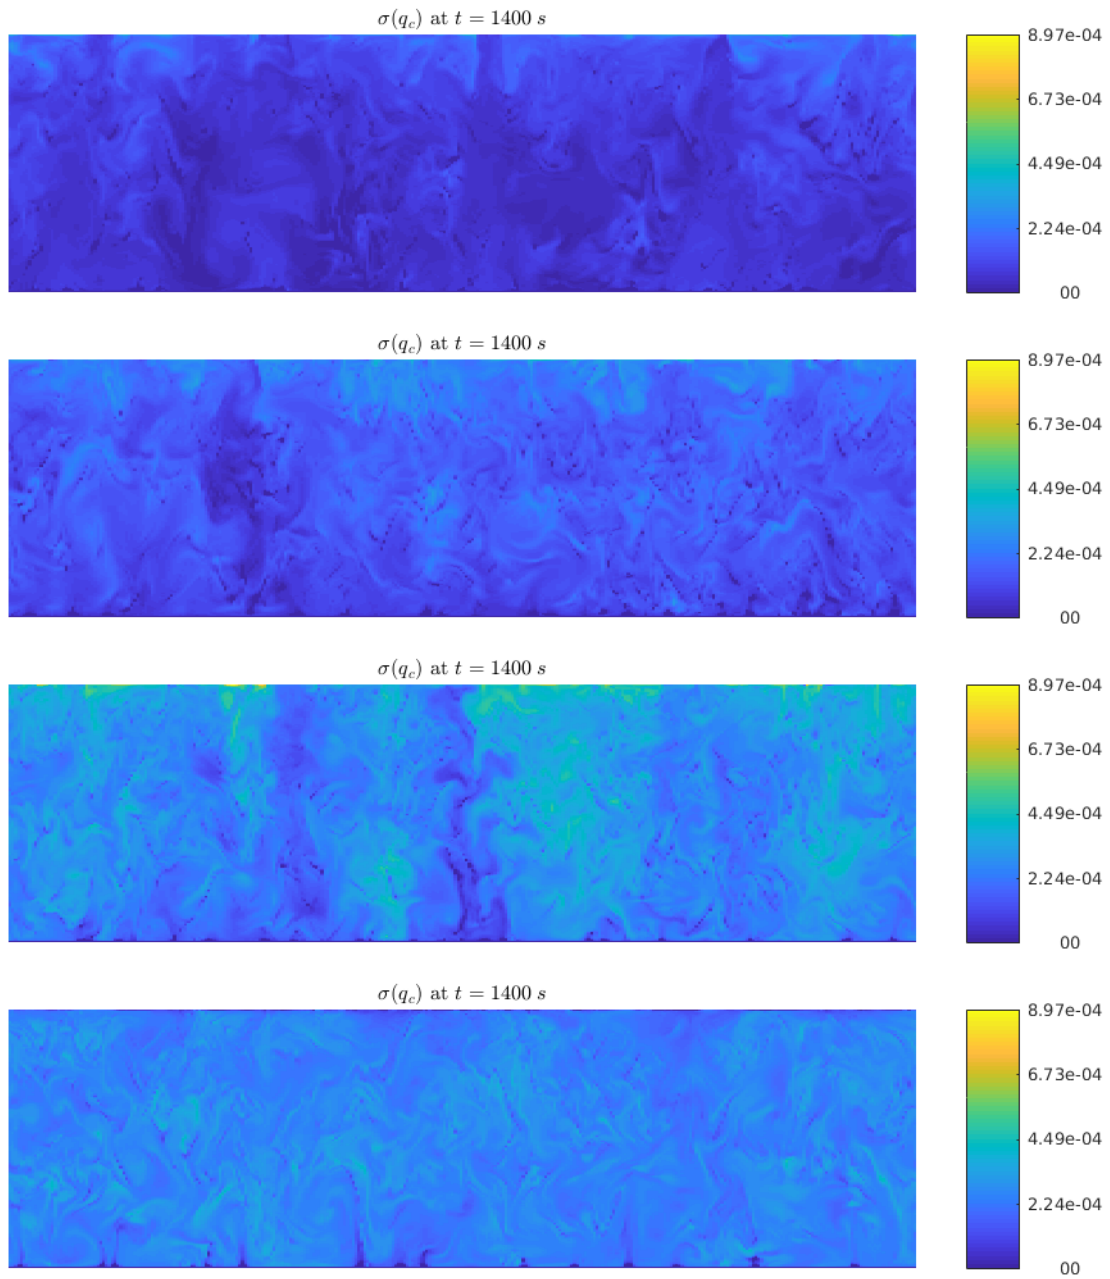 σ(q_c) at t = 1400 s
8.97e-04
6.73e-04
4.49e-04
2.24e-04
00
σ(q_c) at t = 1400 s
8.97e-04
6.73e-04
4.49e-04
2.24e-04
00
σ(q_c) at t = 1400 s
8.97e-04
6.73e-04
4.49e-04
2.24e-04
00
σ(q_c) at t = 1400 s
8.97e-04
6.73e-04
4.49e-04
2.24e-04
00